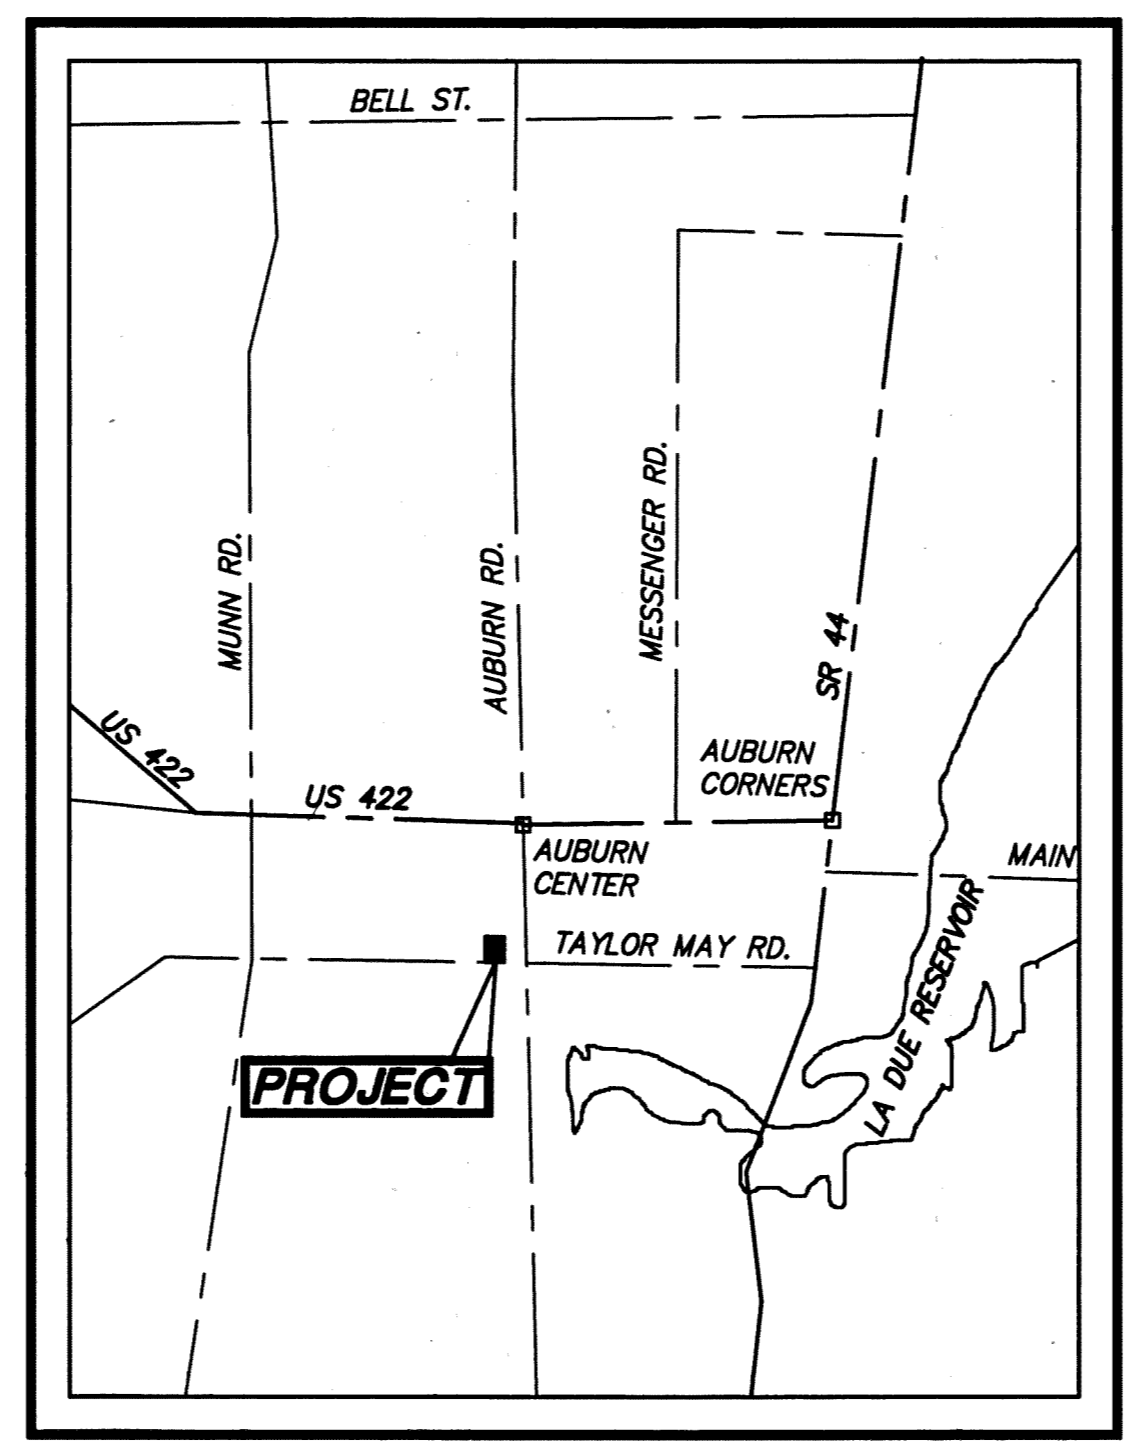 BELL ST.
MUNN RD.
AUBURN RD.
MESSENGER RD.
SR 44
US 422
US 422
AUBURN
CORNERS
AUBURN
CENTER
MAIN
TAYLOR MAY RD.
LA DUE RESERVOIR
PROJECT